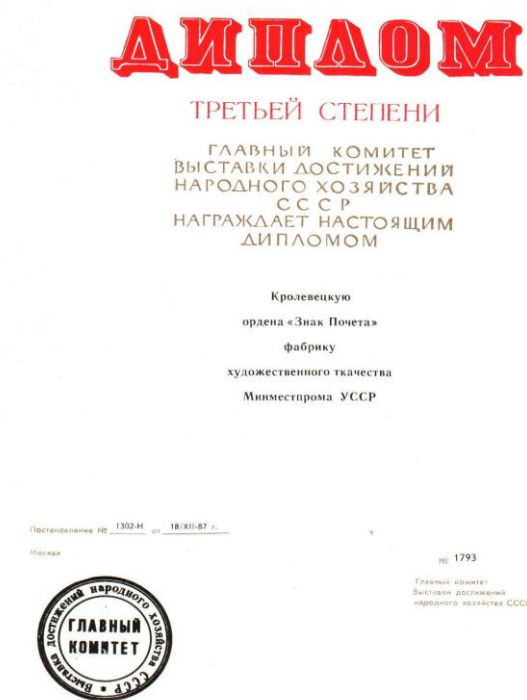 ДИПЛОМ
ТРЕТЬЕЙ СТЕПЕНИ
ГЛАВНЫЙ КОМИТЕТ
ВЫСТАВКИ ДОСТИЖЕНИЙ
НАРОДНОГО ХОЗЯЙСТВА
СССР
НАГРАЖДАЕТ НАСТОЯЩИМ
ДИПЛОМОМ
Кролевецкую
ордена «Знак Почета»
фабрику
художественного ткачества
Минместпрома УССР
Постановление № 1302-Н от 18/XII-87 г.
Москва
№ 1793
Главный комитет
Выставки достижений
народного хозяйства СССР
Выставка достижений народного хозяйства СССР
ГЛАВНЫЙ
КОМИТЕТ